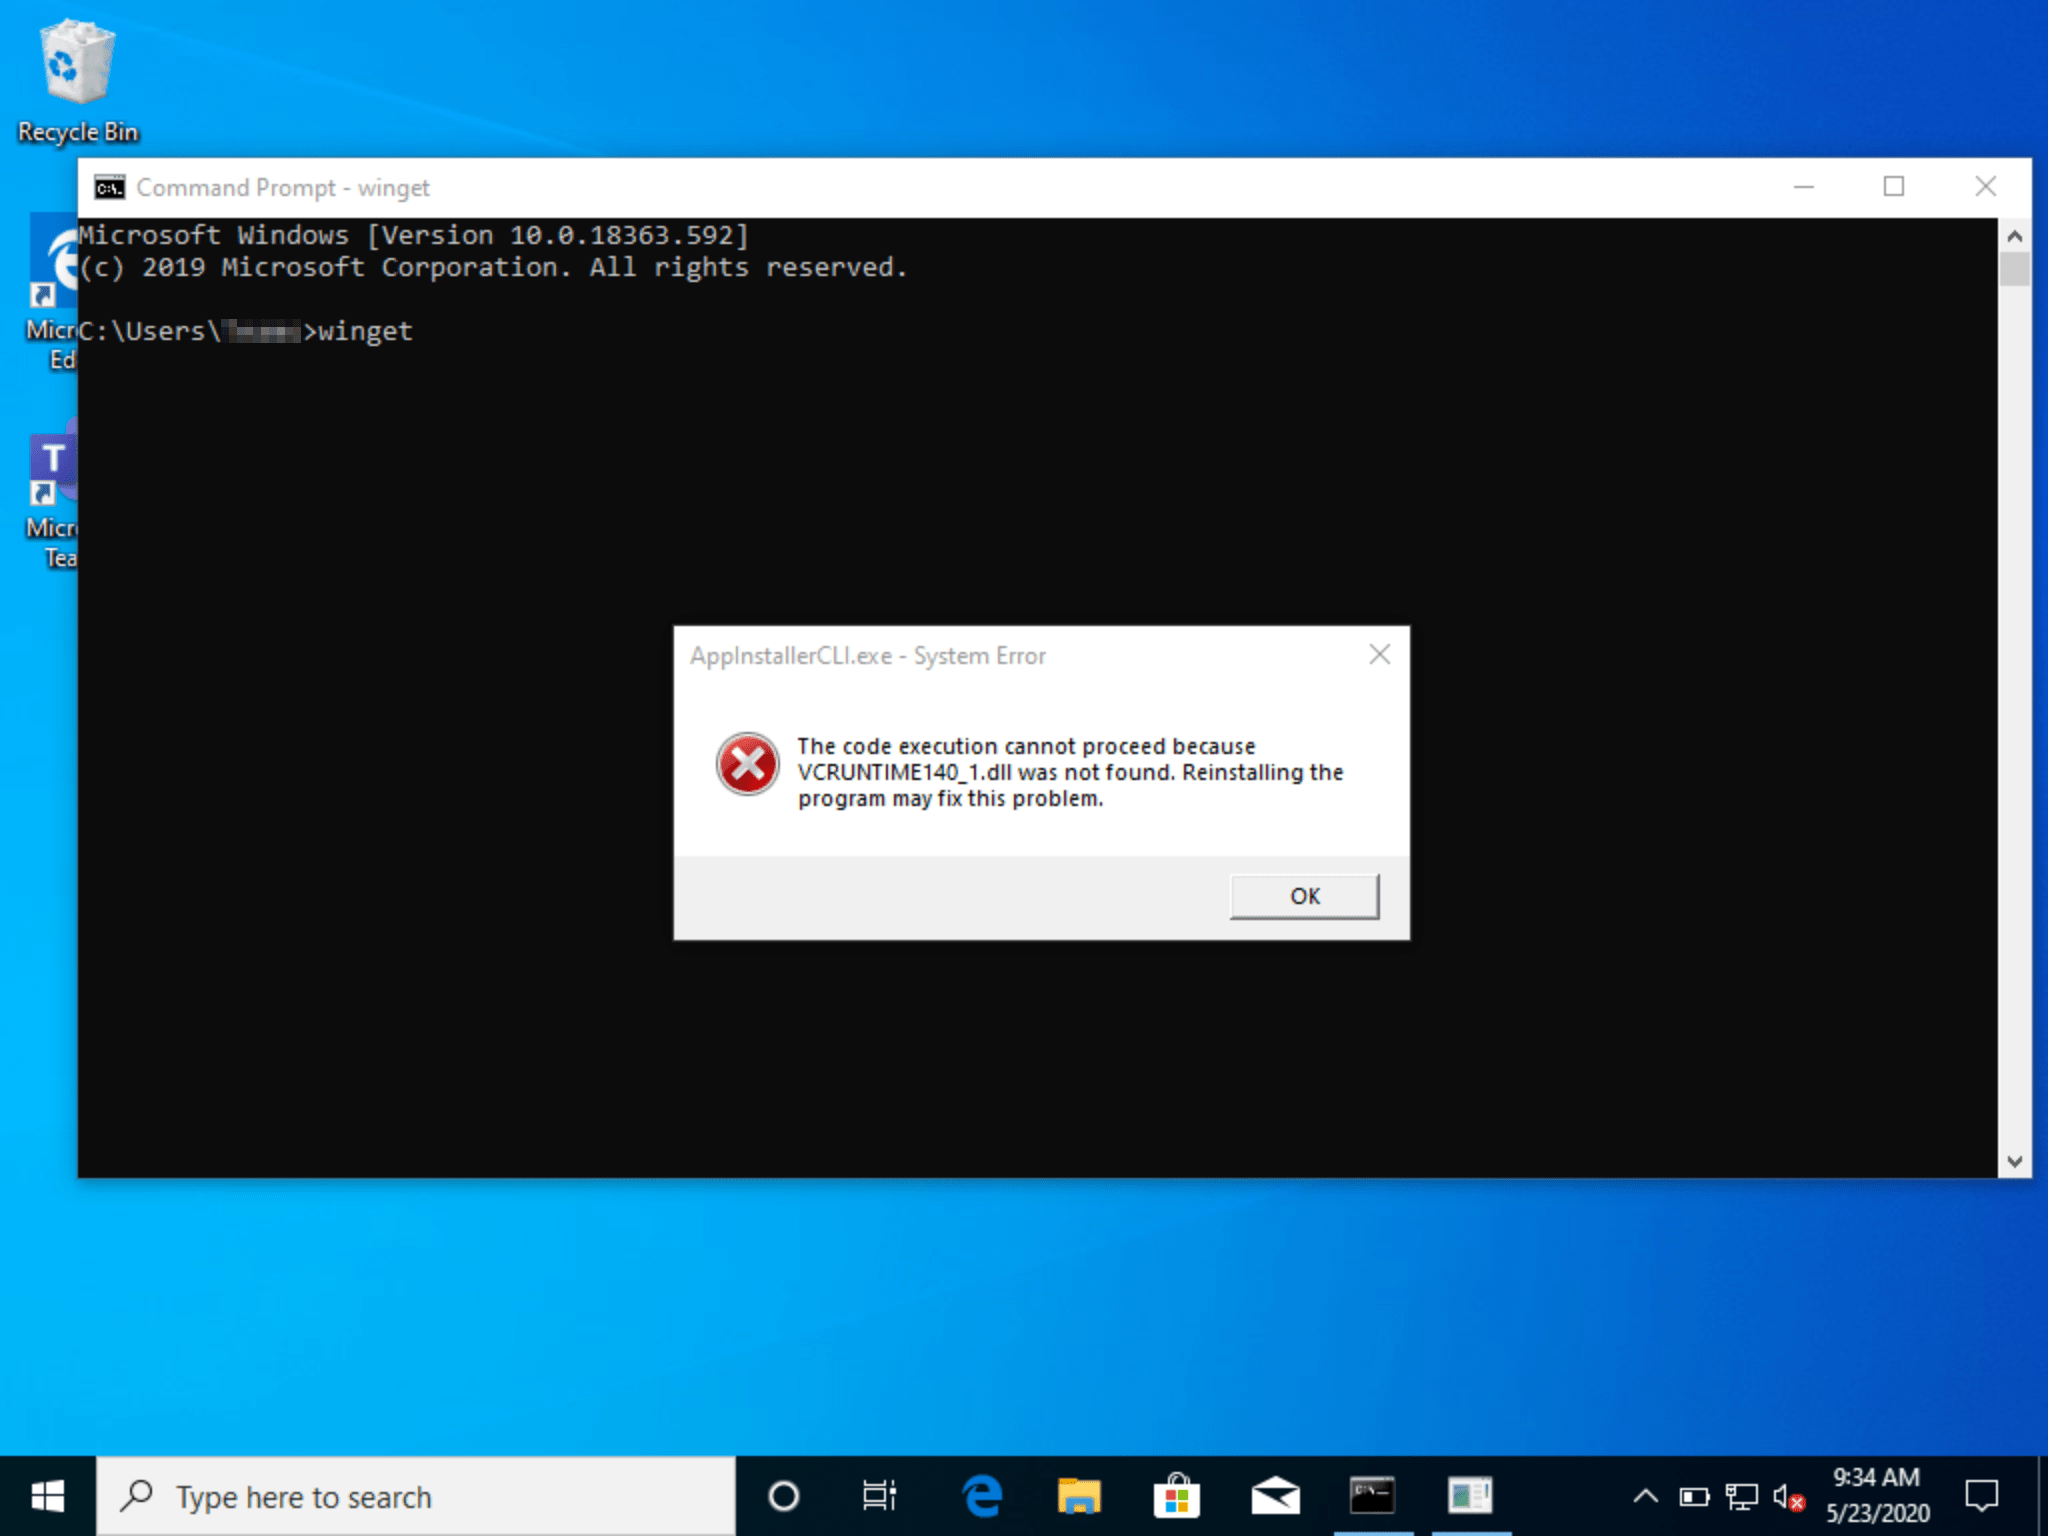 Recycle Bin
Command Prompt - winget
Microsoft Windows [Version 10.0.18363.592]
(c) 2019 Microsoft Corporation. All rights reserved.
C:\Users\ >winget
Micr
Ed
T
Micr
Tea
AppInstallerCLI.exe - System Error
The code execution cannot proceed because
VCRUNTIME140_1.dll was not found. Reinstalling the
program may fix this problem.
OK
Type here to search
9:34 AM
5/23/2020